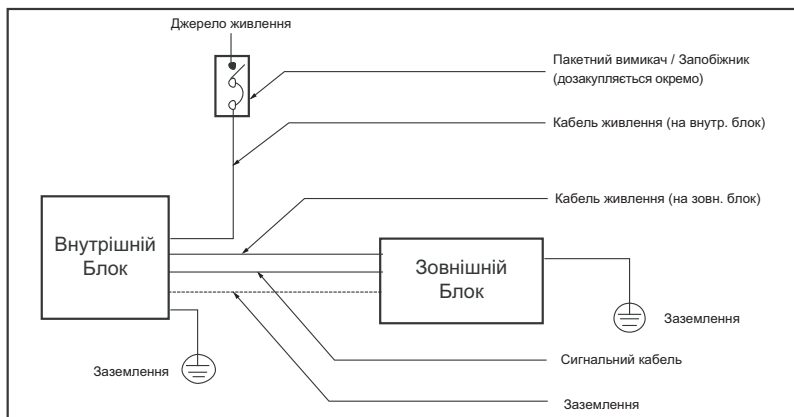 Джерело живлення
Пакетний вимикач / Запобіжник
(дозакупляється окремо)
Кабель живлення (на внутр. блок)
Кабель живлення (на зовн. блок)
Внутрішній
Блок
Зовнішній
Блок
Заземлення
Сигнальний кабель
Заземлення
Заземлення